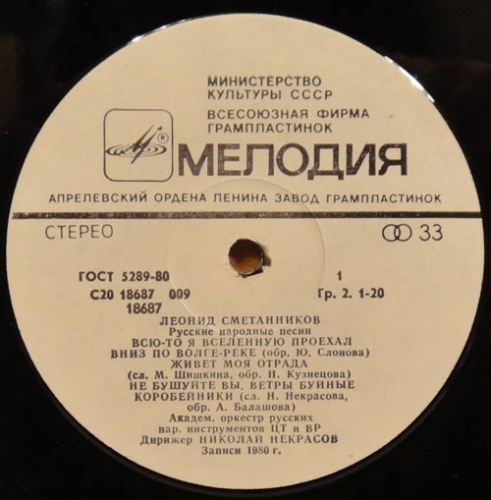 МИНИСТЕРСТВО
КУЛЬТУРЫ СССР
ВСЕСОЮЗНАЯ ФИРМА
ГРАМПЛАСТИНОК
® МЕЛОДИЯ
АПРЕЛЕВСКИЙ ОРДЕНА ЛЕНИНА ЗАВОД ГРАМПЛАСТИНОК
СТЕРЕО 33
ГОСТ 5289-80 1
С20 18687 009 Гр. 2. 1-20
18687
ЛЕОНИД СМЕТАННИКОВ
Русские народные песни
ВСЮ-ТО Я ВСЕЛЕННУЮ ПРОЕХАЛ
ВНИЗ ПО ВОЛГЕ-РЕКЕ (обр. Ю. Слонова)
ЖИВЕТ МОЯ ОТРАДА
(сл. М. Шишкина, обр. Н. Кузнецова)
НЕ БУШУЙТЕ ВЫ, ВЕТРЫ БУЙНЫЕ
КОРОБЕЙНИКИ (сл. Н. Некрасова,
обр. А. Балашова)
Академ. оркестр русских
нар. инструментов ЦТ и ВР
Дирижер НИКОЛАЙ НЕКРАСОВ
Записи 1980 г.